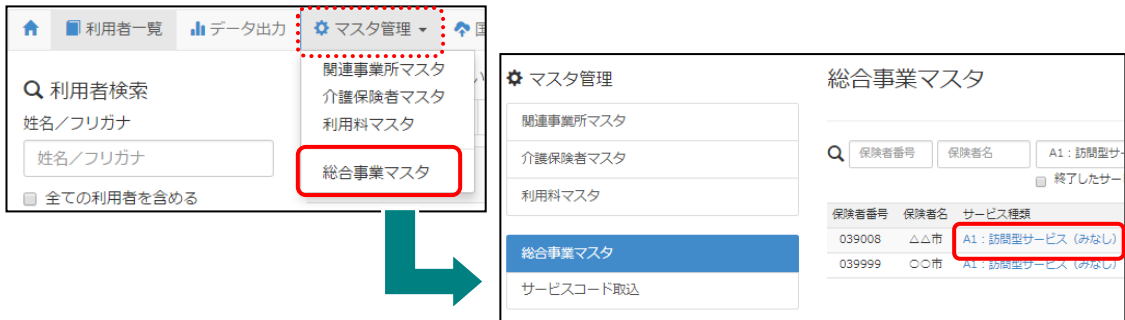 利用者一覧 データ出力 マスタ管理 国
利用者検索
姓名／フリガナ
姓名／フリガナ
全ての利用者を含める
関連事業所マスタ
介護保険者マスタ
利用料マスタ
総合事業マスタ
マスタ管理
関連事業所マスタ
介護保険者マスタ
利用料マスタ
総合事業マスタ
サービスコード取込
総合事業マスタ
保険者番号 保険者名 A1：訪問型サー
終了したサー
保険者番号 保険者名 サービス種類
039008 △△市 A1：訪問型サービス（みなし）
039999 〇〇市 A1：訪問型サービス（みなし）